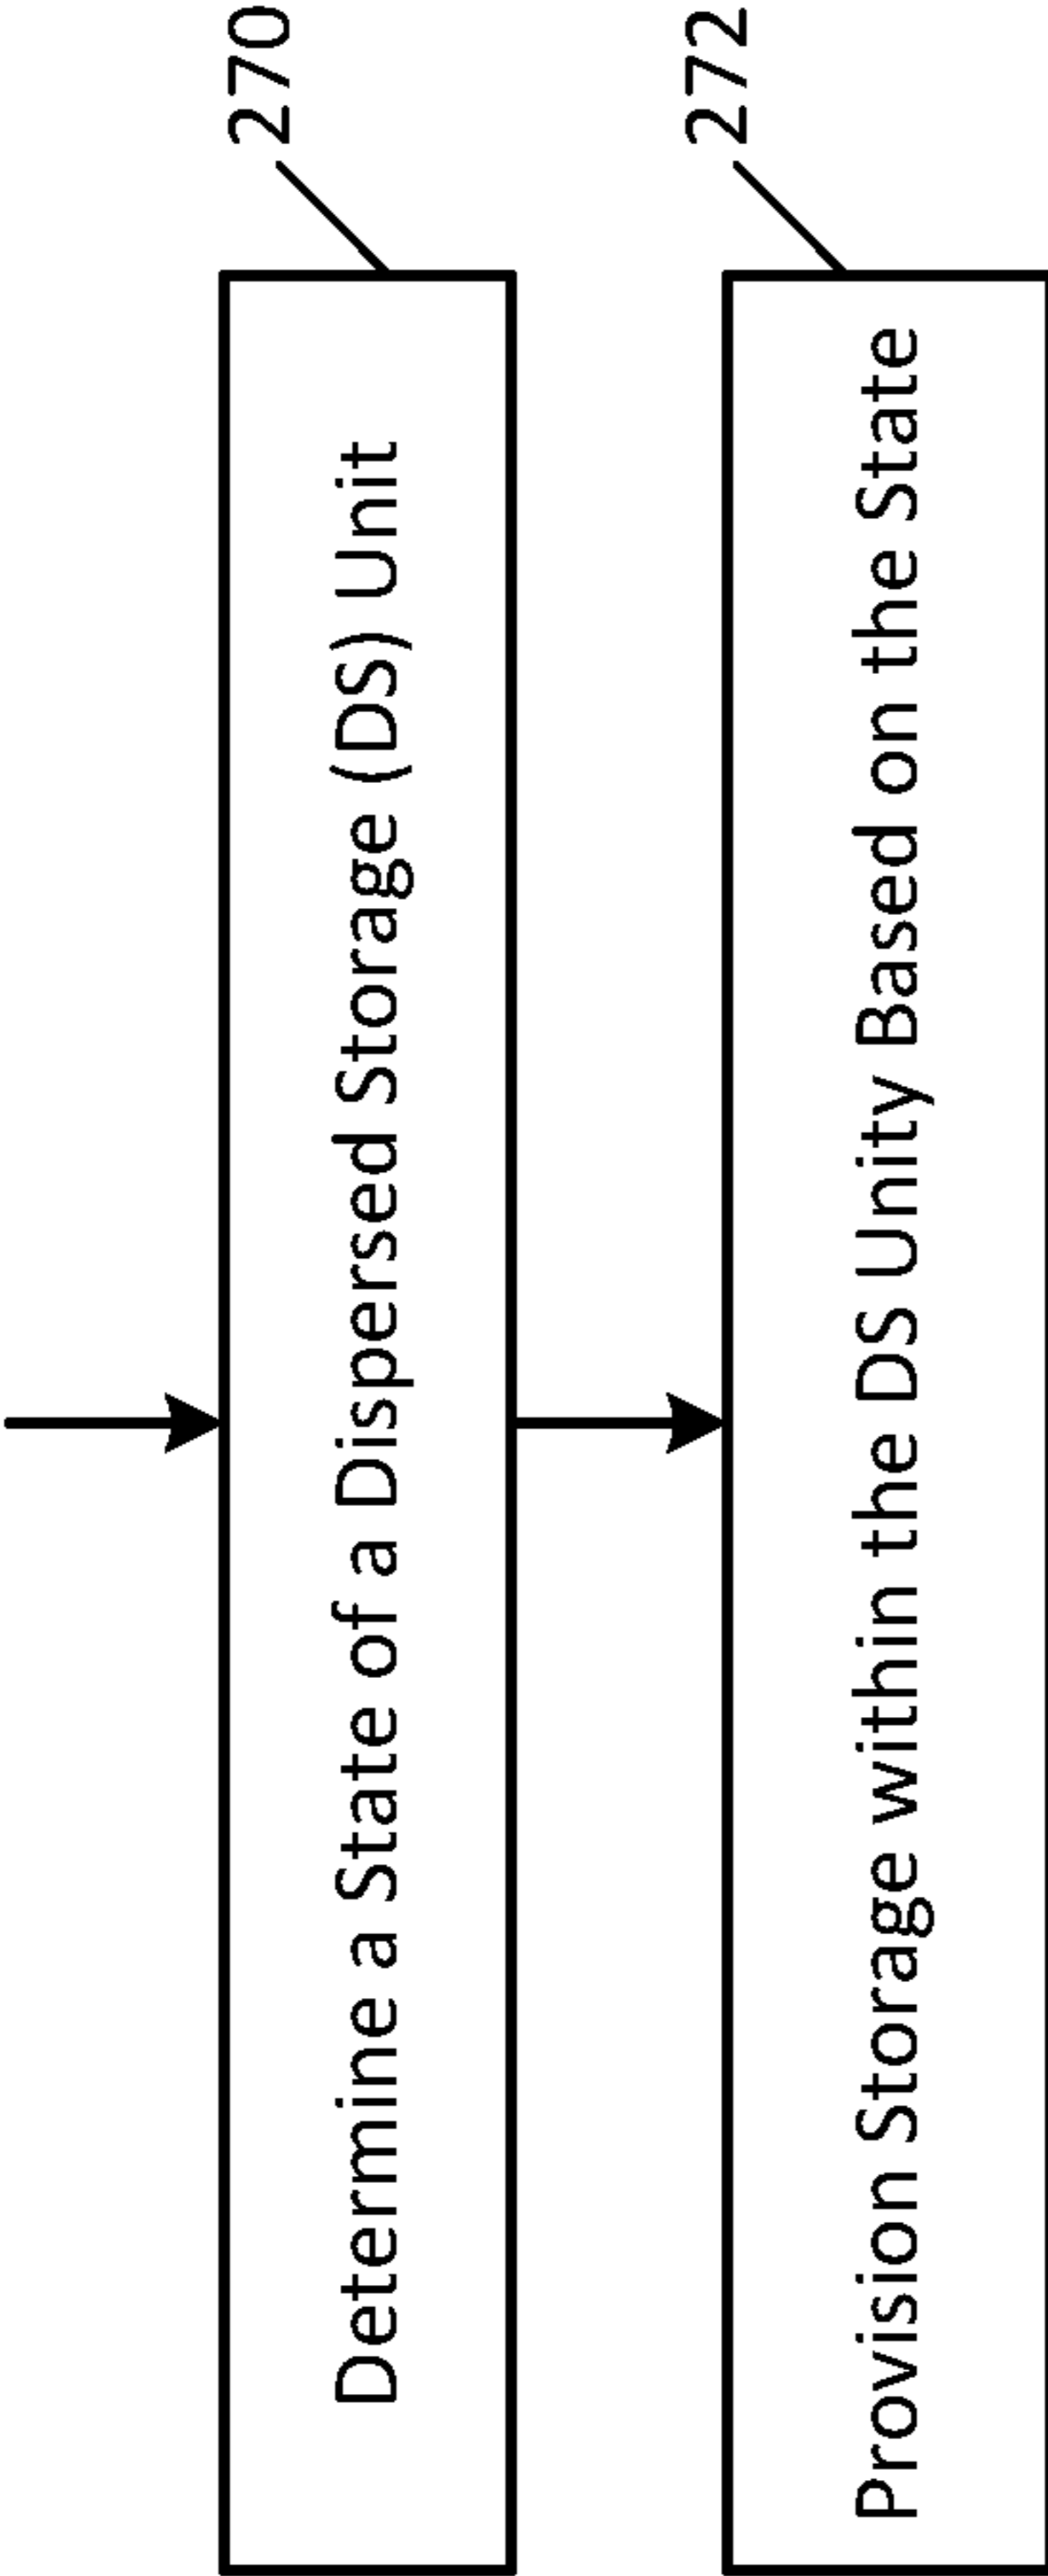 270
Determine a State of a Dispersed Storage (DS) Unit
272
Provision Storage within the DS Unity Based on the State